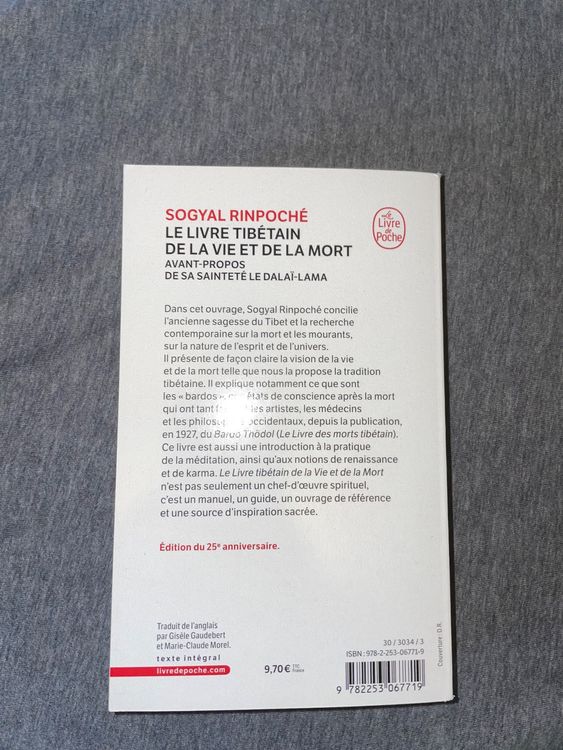 SOGYAL RINPOCHÉ
LE LIVRE TIBÉTAIN
DE LA VIE ET DE LA MORT
AVANT-PROPOS
DE SA SAINTETÉ LE DALAÏ-LAMA
Le
Livre
de
Poche
Dans cet ouvrage, Sogyal Rinpoché concilie
l'ancienne sagesse du Tibet et la recherche
contemporaine sur la mort et les mourants,
sur la nature de l'esprit et de l'univers.
Il présente de façon claire la vision de la vie
et de la mort telle que nous la propose la tradition
tibétaine. Il explique notamment ce que sont
les « bardos », états de conscience après la mort
qui ont tant les artistes, les médecins
et les philosophes occidentaux, depuis la publication,
en 1927, du Bardo Thödol (Le Livre des morts tibétain).
Ce livre est aussi une introduction à la pratique
de la méditation, ainsi qu'aux notions de renaissance
et de karma. Le Livre tibétain de la Vie et de la Mort
n'est pas seulement un chef-d'œuvre spirituel,
c'est un manuel, un guide, un ouvrage de référence
et une source d'inspiration sacrée.
Édition du 25e anniversaire.
Traduit de l'anglais
par Gisèle Gaudebert
et Marie-Claude Morel.
texte intégral
livredepoche.com
9,70 € TTC
France
30 / 3034 / 3
ISBN : 978-2-253-06771-9
9 782253 067719
Couverture : D.R.